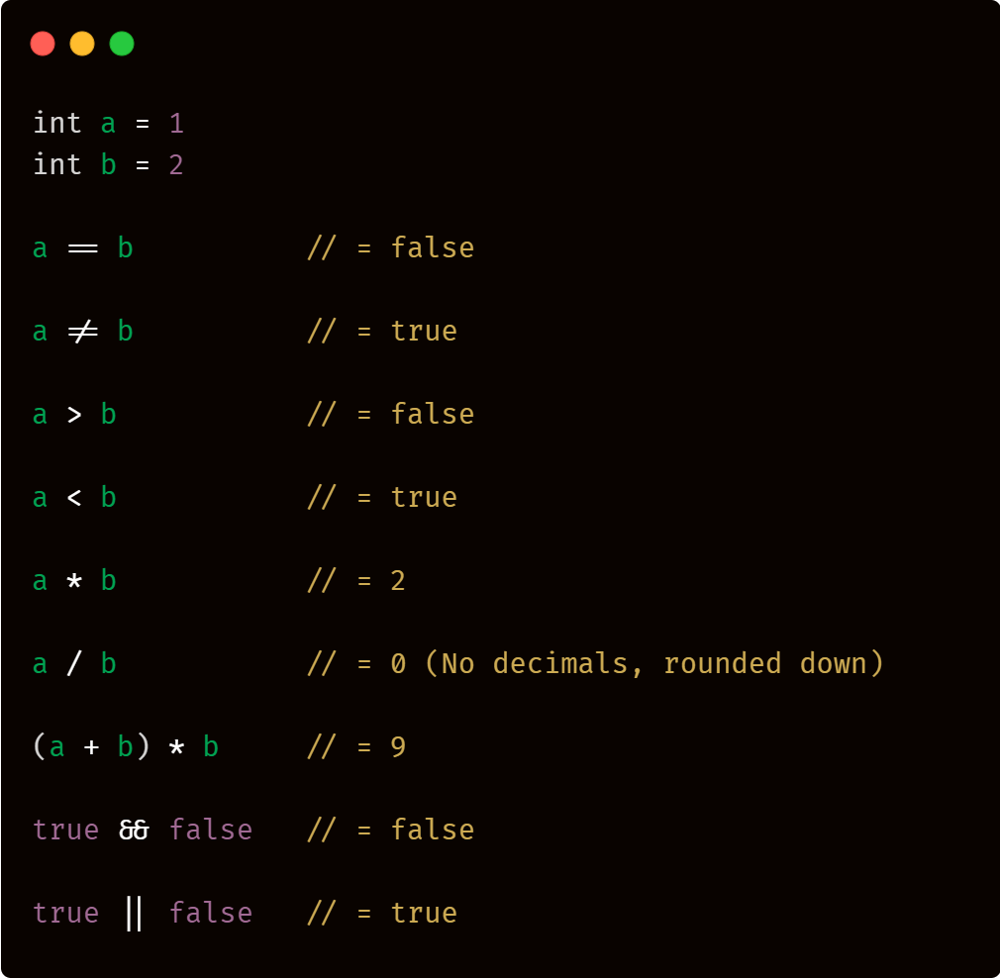 int a = 1
int b = 2
a == b // = false
a != b // = true
a > b // = false
a < b // = true
a * b // = 2
a / b // = 0 (No decimals, rounded down)
(a + b) * b // = 9
true && false // = false
true || false // = true